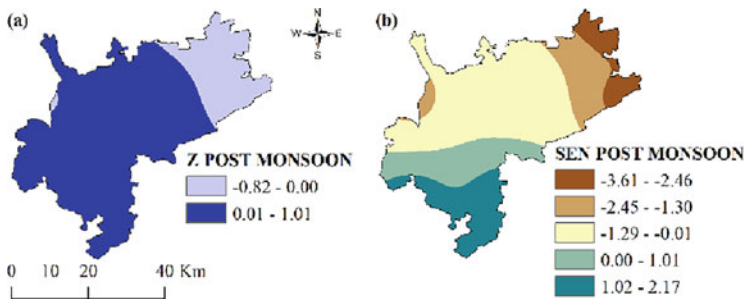 (a)
N
W E
S
Z POST MONSOON
-0.82 - 0.00
0.01 - 1.01
0 10 20 40 Km
(b)
SEN POST MONSOON
-3.61 - -2.46
-2.45 - -1.30
-1.29 - -0.01
0.00 - 1.01
1.02 - 2.17